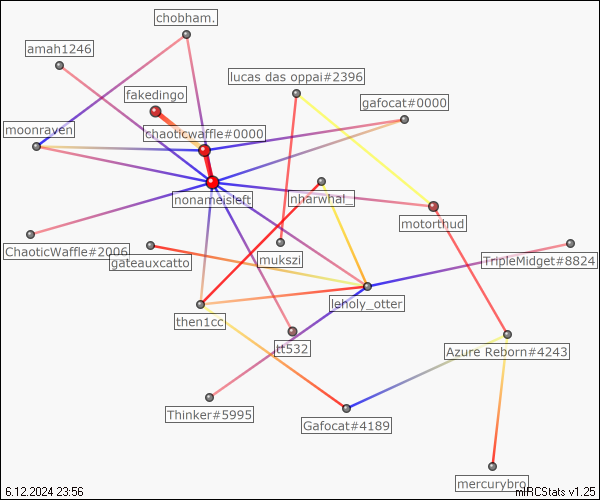 chobham.
amah1246
lucas das oppai#2396
fakedingo
gafocat#0000
moonraven
chaoticwaffle#0000
nonameisleft
nharwhal_
motorthud
ChaoticWaffle#2006
gateauxcatto
mukszi
TripleMidget#8824
leholy_otter
then1cc
tt532
Azure Reborn#4243
Thinker#5995
Gafocat#4189
mercurybro
6.12.2024 23:56
mIRCStats v1.25